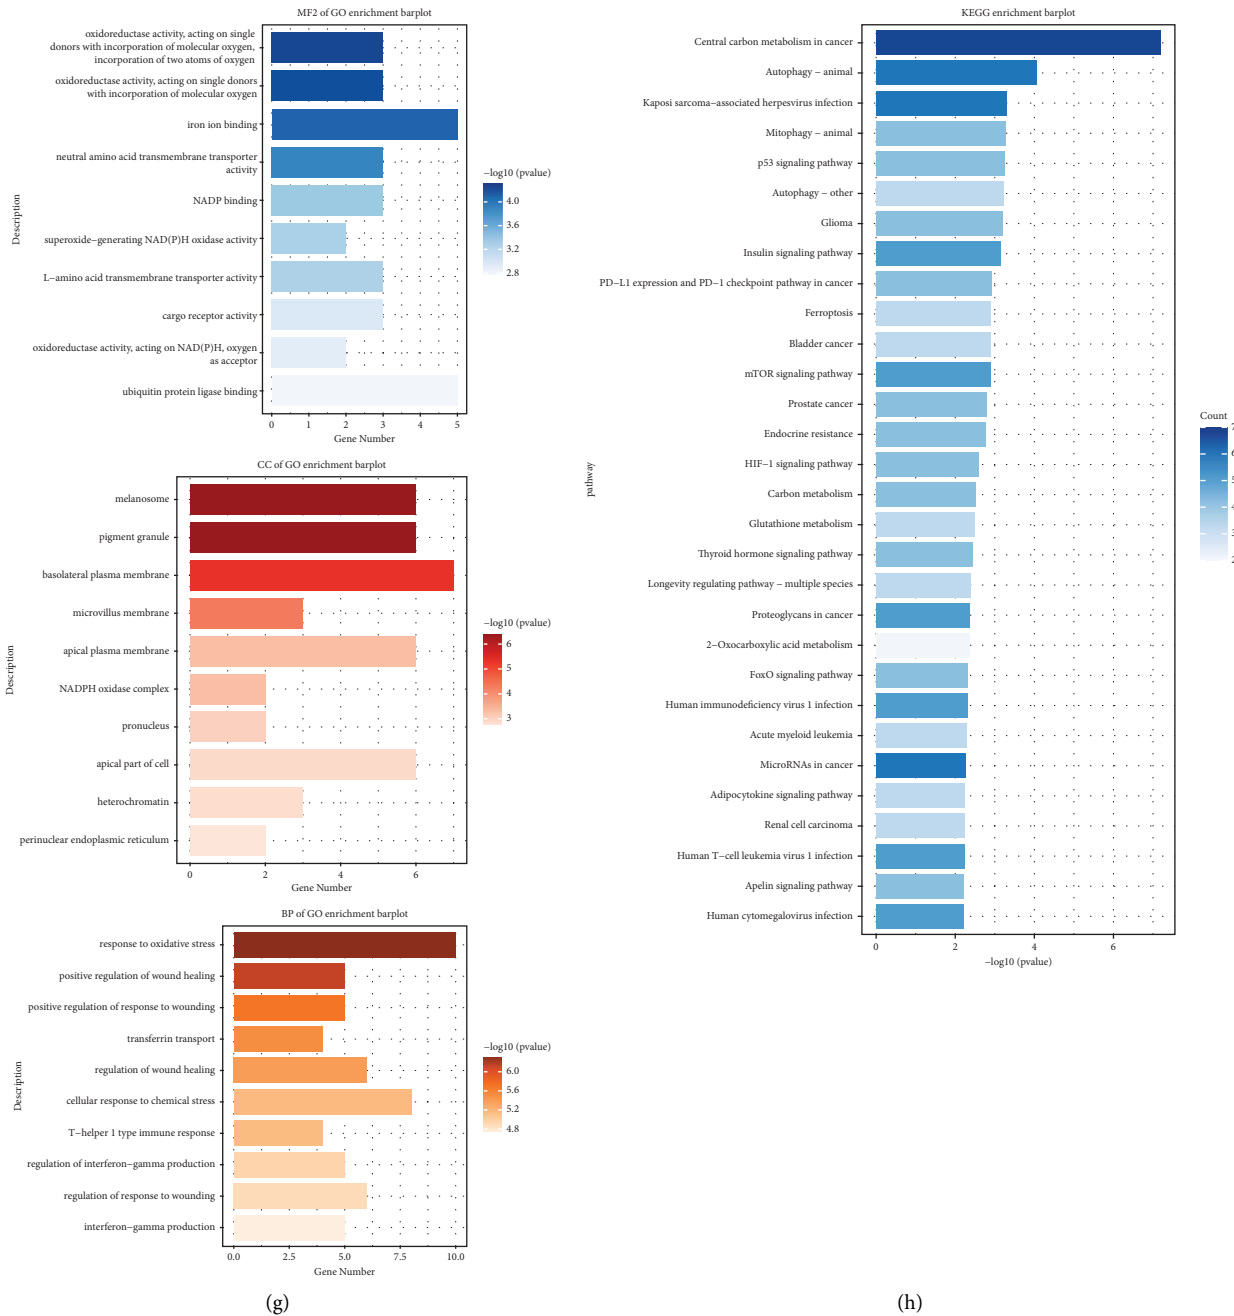 MF2 of GO enrichment barplot
oxidoreductase activity, acting on single
donors with incorporation of molecular oxygen,
incorporation of two atoms of oxygen
oxidoreductase activity, acting on single donors
with incorporation of molecular oxygen
iron ion binding
neutral amino acid transmembrane transporter
activity
NADP binding
superoxide−generating NAD(P)H oxidase activity
L−amino acid transmembrane transporter activity
cargo receptor activity
oxidoreductase activity, acting on NAD(P)H, oxygen
as acceptor
ubiquitin protein ligase binding
Description
0 1 2 3 4 5
Gene Number
−log10 (pvalue)
4.0
3.6
3.2
2.8
CC of GO enrichment barplot
melanosome
pigment granule
basolateral plasma membrane
microvillus membrane
apical plasma membrane
NADPH oxidase complex
pronucleus
apical part of cell
heterochromatin
perinuclear endoplasmic reticulum
Description
0 2 4 6
Gene Number
−log10 (pvalue)
6
5
4
3
BP of GO enrichment barplot
response to oxidative stress
positive regulation of wound healing
positive regulation of response to wounding
transferrin transport
regulation of wound healing
cellular response to chemical stress
T−helper 1 type immune response
regulation of interferon−gamma production
regulation of response to wounding
interferon−gamma production
Description
0.0 2.5 5.0 7.5 10.0
Gene Number
−log10 (pvalue)
6.0
5.6
5.2
4.8
(g)
KEGG enrichment barplot
Central carbon metabolism in cancer
Autophagy − animal
Kaposi sarcoma−associated herpesvirus infection
Mitophagy − animal
p53 signaling pathway
Autophagy − other
Glioma
Insulin signaling pathway
PD−L1 expression and PD−1 checkpoint pathway in cancer
Ferroptosis
Bladder cancer
mTOR signaling pathway
Prostate cancer
Endocrine resistance
HIF−1 signaling pathway
Carbon metabolism
Glutathione metabolism
Thyroid hormone signaling pathway
Longevity regulating pathway − multiple species
Proteoglycans in cancer
2−Oxocarboxylic acid metabolism
FoxO signaling pathway
Human immunodeficiency virus 1 infection
Acute myeloid leukemia
MicroRNAs in cancer
Adipocytokine signaling pathway
Renal cell carcinoma
Human T−cell leukemia virus 1 infection
Apelin signaling pathway
Human cytomegalovirus infection
pathway
0 2 4 6
−log10 (pvalue)
Count
7
6
5
4
3
2
(h)